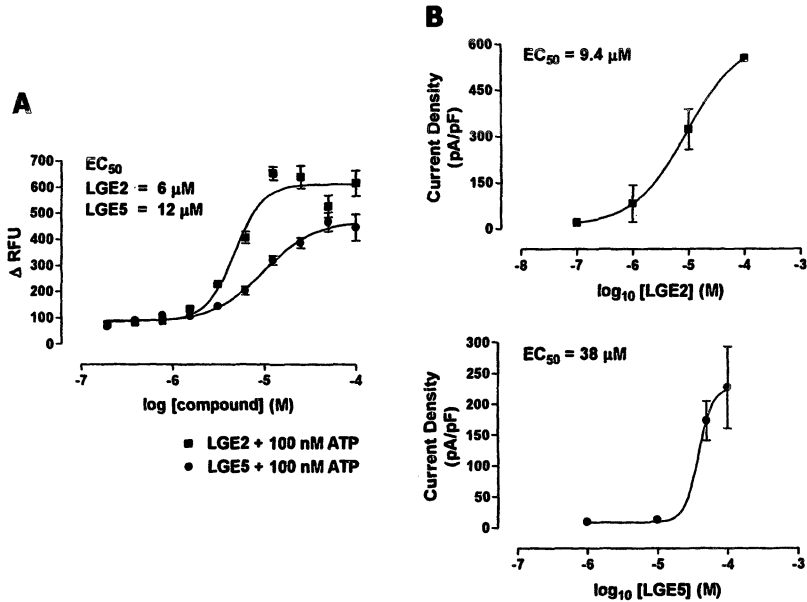 A
700
600
500
400
300
200
100
0
Δ RFU
EC50
LGE2 = 6 µM
LGE5 = 12 µM
-7
-6
-5
-4
log [compound] (M)
LGE2 + 100 nM ATP
LGE5 + 100 nM ATP
B
600
450
300
150
0
Current Density
(pA/pF)
EC50 = 9.4 µM
-8
-7
-6
-5
-4
-3
log10 [LGE2] (M)
300
250
200
150
100
50
0
Current Density
(pA/pF)
EC50 = 38 µM
-7
-6
-5
-4
-3
log10 [LGE5] (M)